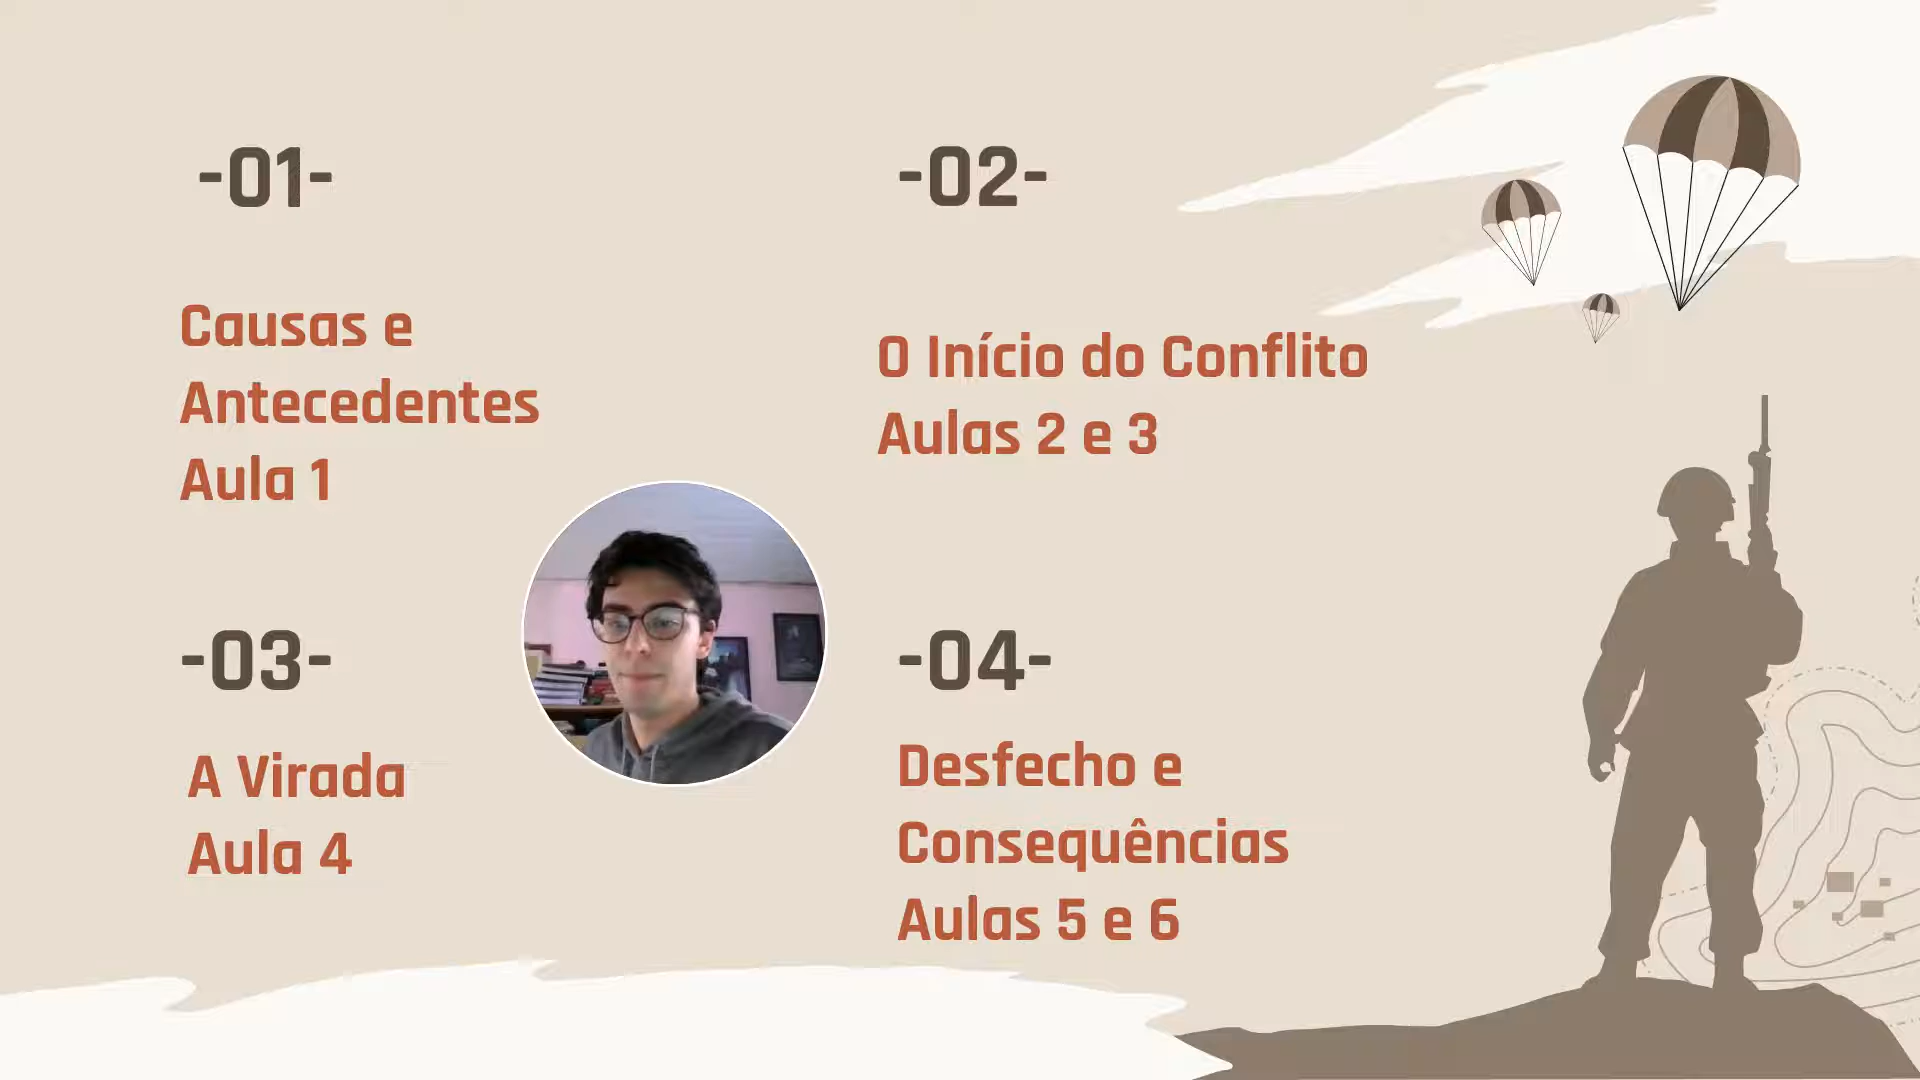 -01-
Causas e
Antecedentes
Aula 1
-02-
O Início do Conflito
Aulas 2 e 3
-03-
A Virada
Aula 4
-04-
Desfecho e
Consequências
Aulas 5 e 6